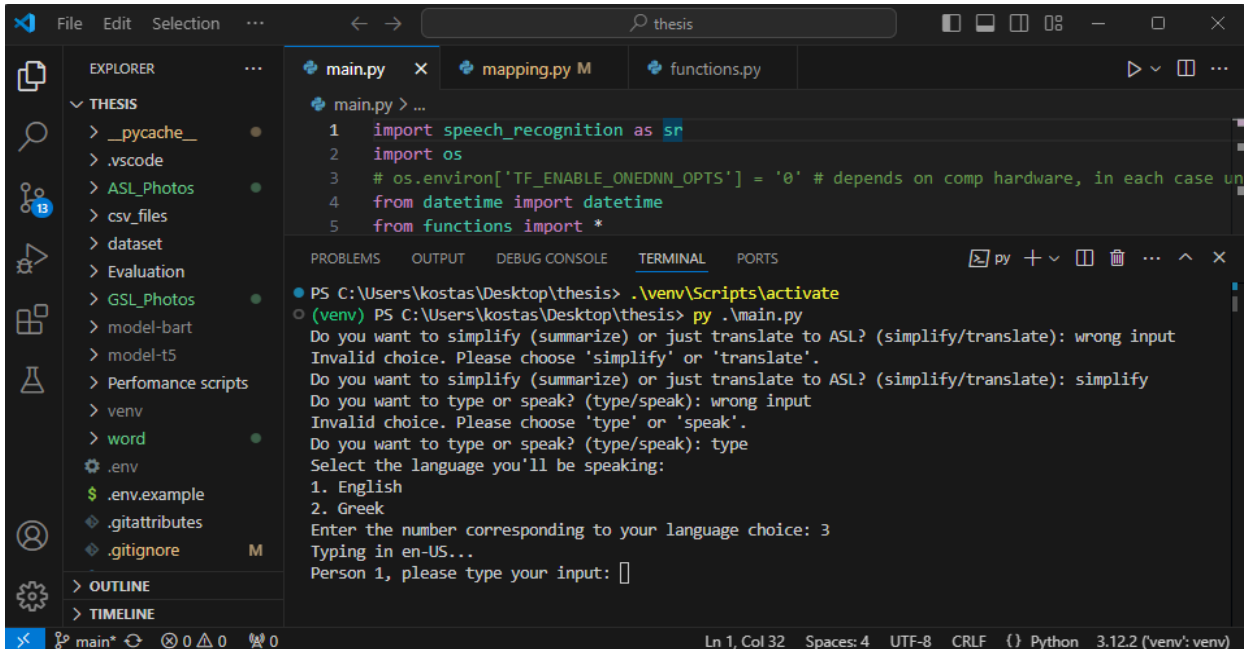 File Edit Selection ··· thesis
EXPLORER ···
main.py mapping.py M functions.py
THESIS
__pycache__
.vscode
ASL_Photos
csv_files
dataset
Evaluation
GSL_Photos
model-bart
model-t5
Perfomance scripts
venv
word
.env
$ .env.example
.gitattributes
.gitignore M
OUTLINE
TIMELINE
13
main.py > ...
1 import speech_recognition as sr
2 import os
3 # os.environ['TF_ENABLE_ONEDNN_OPTS'] = '0' # depends on comp hardware, in each case un
4 from datetime import datetime
5 from functions import *
PROBLEMS OUTPUT DEBUG CONSOLE TERMINAL PORTS py
PS C:\Users\kostas\Desktop\thesis> .\venv\Scripts\activate
(venv) PS C:\Users\kostas\Desktop\thesis> py .\main.py
Do you want to simplify (summarize) or just translate to ASL? (simplify/translate): wrong input
Invalid choice. Please choose 'simplify' or 'translate'.
Do you want to simplify (summarize) or just translate to ASL? (simplify/translate): simplify
Do you want to type or speak? (type/speak): wrong input
Invalid choice. Please choose 'type' or 'speak'.
Do you want to type or speak? (type/speak): type
Select the language you'll be speaking:
1. English
2. Greek
Enter the number corresponding to your language choice: 3
Typing in en-US...
Person 1, please type your input:
main* 0 0 0 Ln 1, Col 32 Spaces: 4 UTF-8 CRLF {} Python 3.12.2 ('venv': venv)